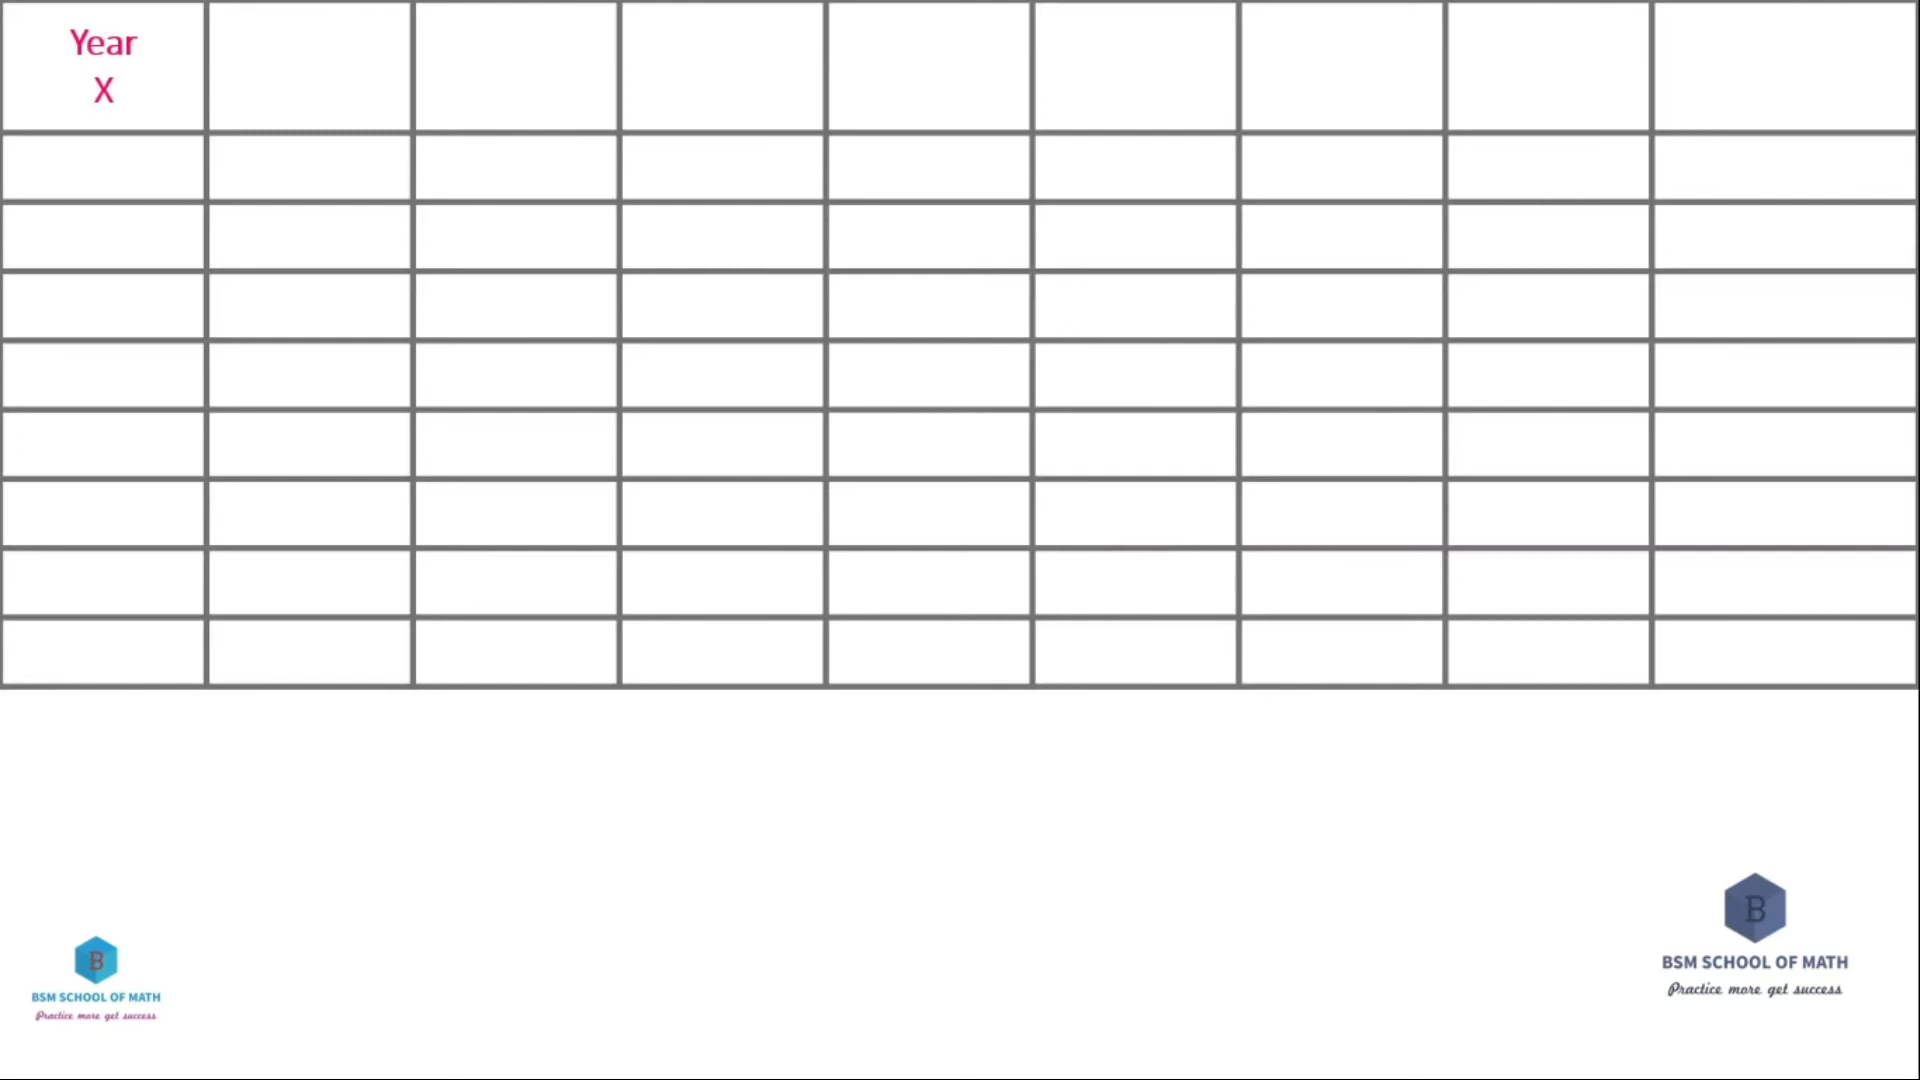 Year
X
B
BSM SCHOOL OF MATH
Practice more get success
B
BSM SCHOOL OF MATH
Practice more get success